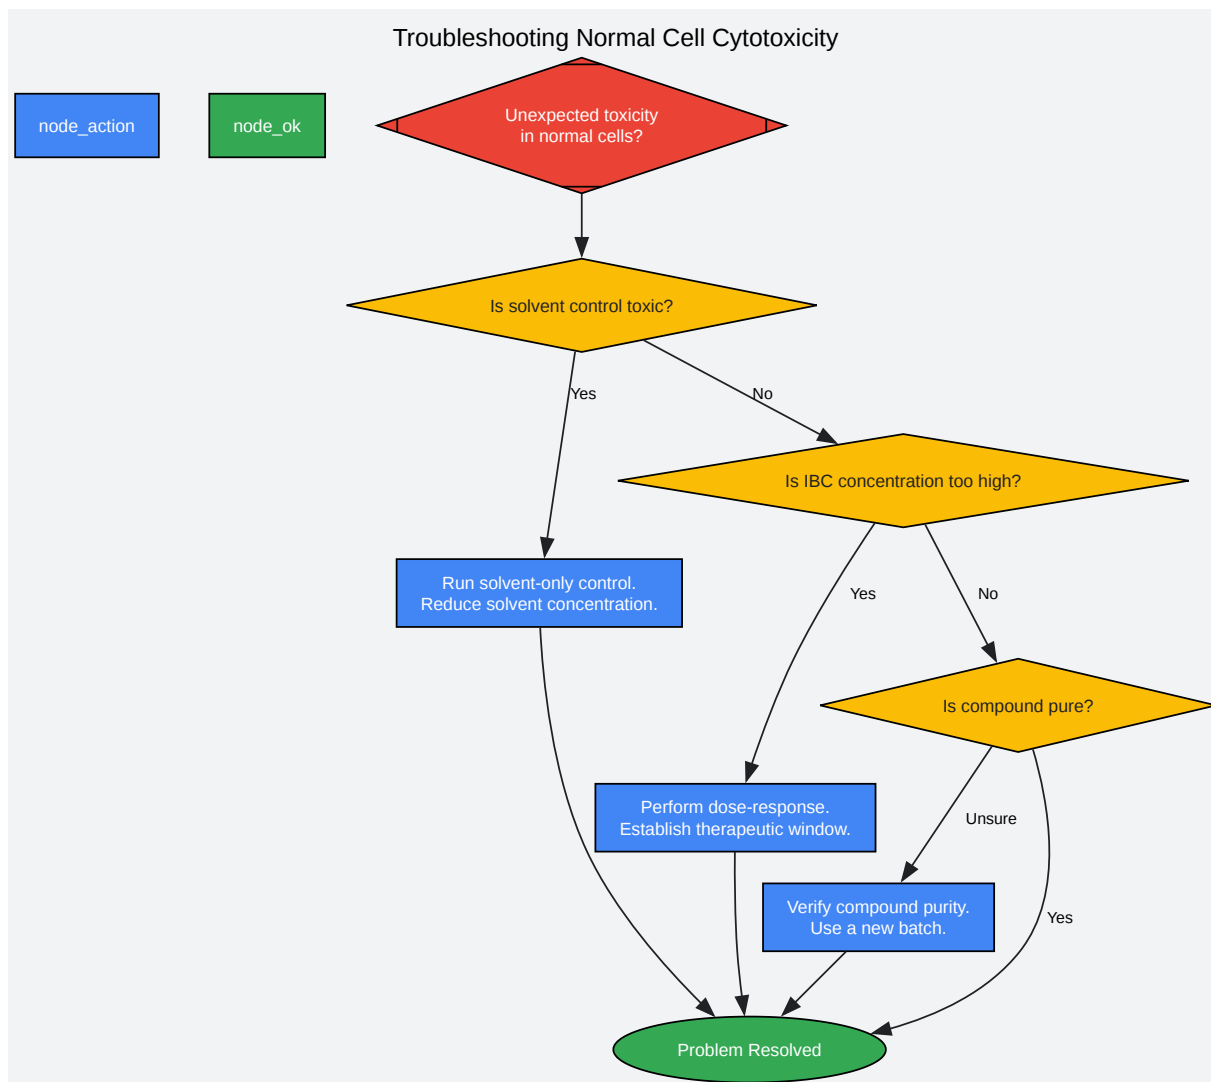 Troubleshooting Normal Cell Cytotoxicity
node_action
node_ok
Unexpected toxicity
in normal cells?
Is solvent control toxic?
Yes
No
Is IBC concentration too high?
Run solvent-only control.
Reduce solvent concentration.
Yes
No
Is compound pure?
Perform dose-response.
Establish therapeutic window.
Unsure
Verify compound purity.
Use a new batch.
Yes
Problem Resolved